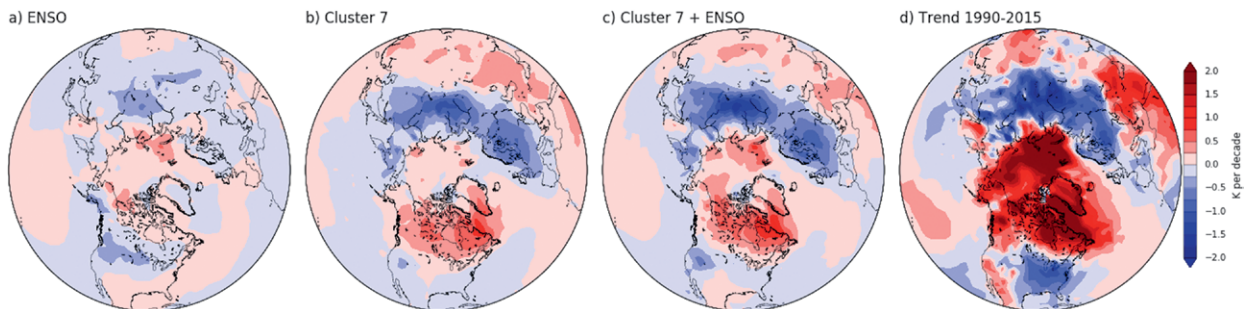 a) ENSO
b) Cluster 7
c) Cluster 7 + ENSO
d) Trend 1990-2015
2.0
1.5
1.0
0.5
0.0
−0.5
−1.0
−1.5
−2.0
K per decade